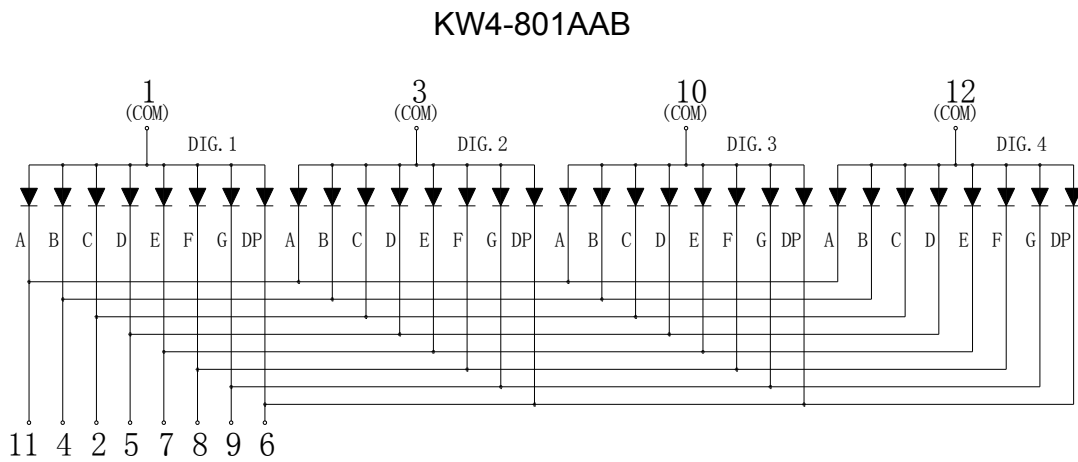 KW4-801AAB
1 3 10 12
(COM) (COM) (COM) (COM)
DIG.1 DIG.2 DIG.3 DIG.4
A B C D E F G DP A B C D E F G DP A B C D E F G DP A B C D E F G DP
11 4 2 5 7 8 9 6